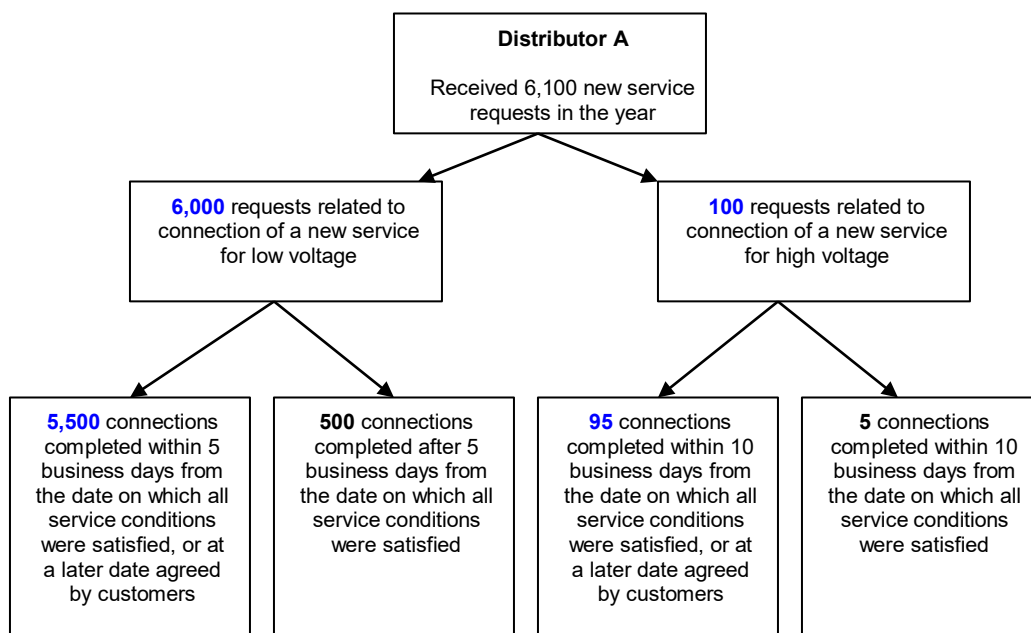 Distributor A
Received 6,100 new service
requests in the year
6,000 requests related to
connection of a new service
for low voltage
100 requests related to
connection of a new service
for high voltage
5,500 connections
completed within 5
business days from
the date on which all
service conditions
were satisfied, or at
a later date agreed
by customers
500 connections
completed after 5
business days from
the date on which all
service conditions
were satisfied
95 connections
completed within 10
business days from
the date on which all
service conditions
were satisfied, or at
a later date agreed
by customers
5 connections
completed within 10
business days from
the date on which all
service conditions
were satisfied